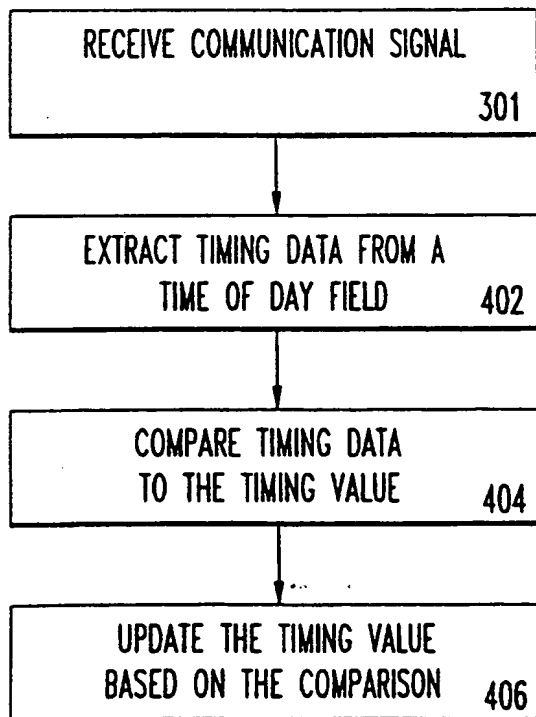 RECEIVE COMMUNICATION SIGNAL
301
EXTRACT TIMING DATA FROM A
TIME OF DAY FIELD
402
COMPARE TIMING DATA
TO THE TIMING VALUE
404
UPDATE THE TIMING VALUE
BASED ON THE COMPARISON
406